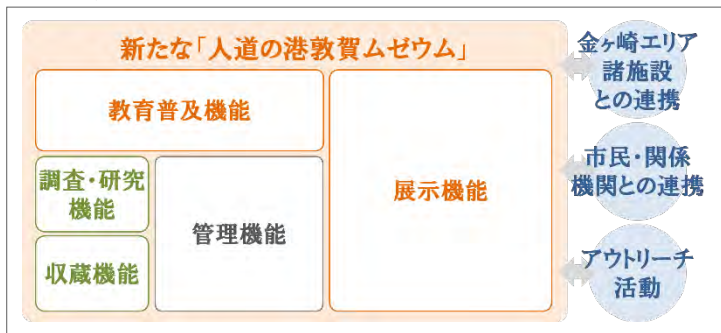 新たな「人道の港敦賀ムゼウム」
教育普及機能
調査・研究
機能
収蔵機能
管理機能
展示機能
金ヶ崎エリア
諸施設
との連携
市民・関係
機関との連携
アウトリーチ
活動